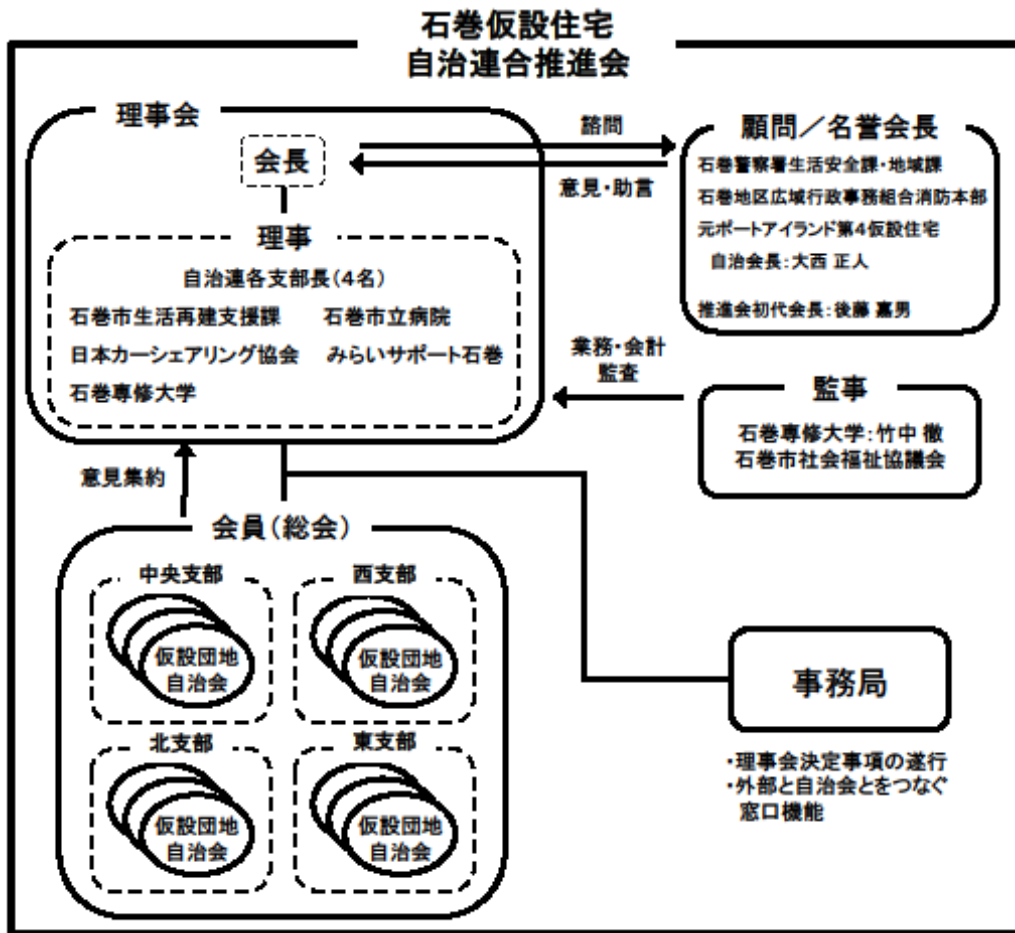 石巻仮設住宅
自治連合推進会
理事会
会長
諮問
意見・助言
顧問／名誉会長
石巻警察署生活安全課・地域課
石巻地区広域行政事務組合消防本部
元ポートアイランド第4仮設住宅
自治会長：大西 正人
推進会初代会長：後藤 嘉男
理事
自治連各支部長（4名）
石巻市生活再建支援課 石巻市立病院
日本カーシェアリング協会 みらいサポート石巻
石巻専修大学
業務・会計
監査
監事
石巻専修大学：竹中 徹
石巻市社会福祉協議会
意見集約
会員（総会）
中央支部
仮設団地
自治会
西支部
仮設団地
自治会
北支部
仮設団地
自治会
東支部
仮設団地
自治会
事務局
・理事会決定事項の遂行
・外部と自治会とをつなぐ
窓口機能